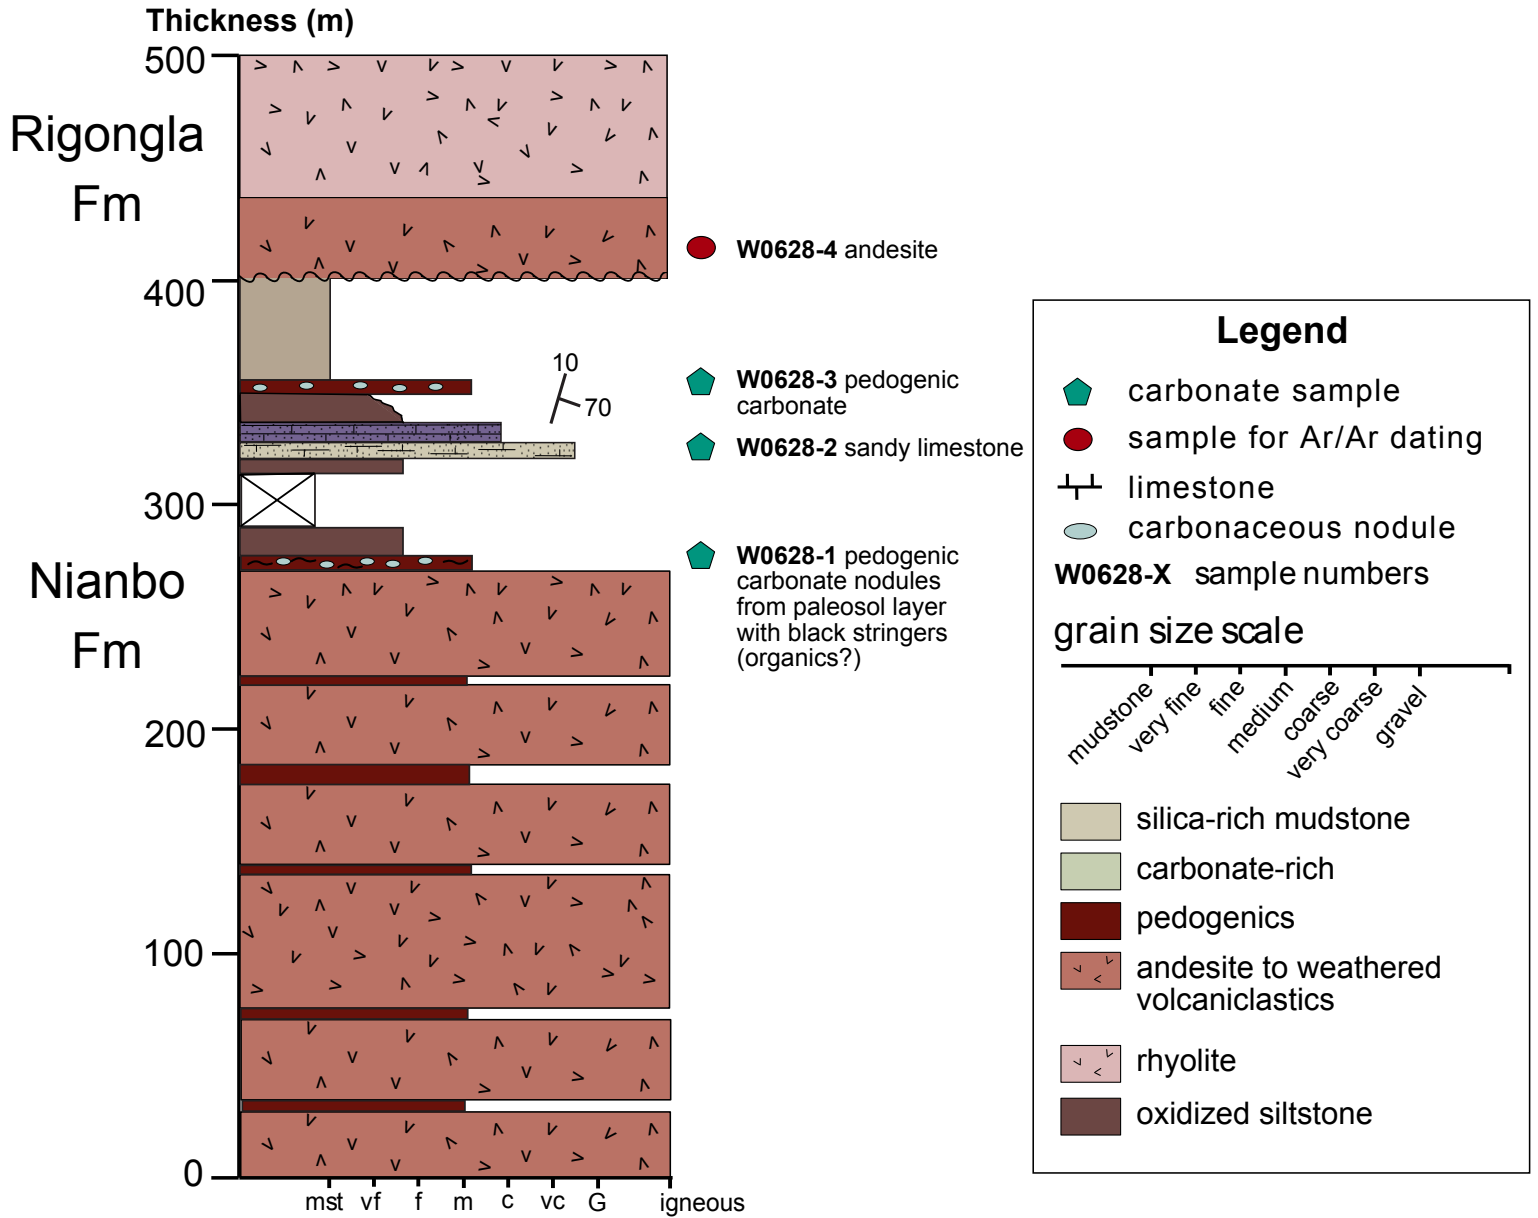 Thickness (m)
500
Rigongla
Fm
W0628-4 andesite
400
10
70
W0628-3 pedogenic
carbonate
W0628-2 sandy limestone
300
Nianbo
Fm
W0628-1 pedogenic
carbonate nodules
from paleosol layer
with black stringers
(organics?)
200
100
0
mst vf f m c vc G igneous
Legend
carbonate sample
sample for Ar/Ar dating
limestone
carbonaceous nodule
W0628-X sample numbers
grain size scale
mudstone
very fine
fine
medium
coarse
very coarse
gravel
silica-rich mudstone
carbonate-rich
pedogenics
andesite to weathered
volcaniclastics
rhyolite
oxidized siltstone